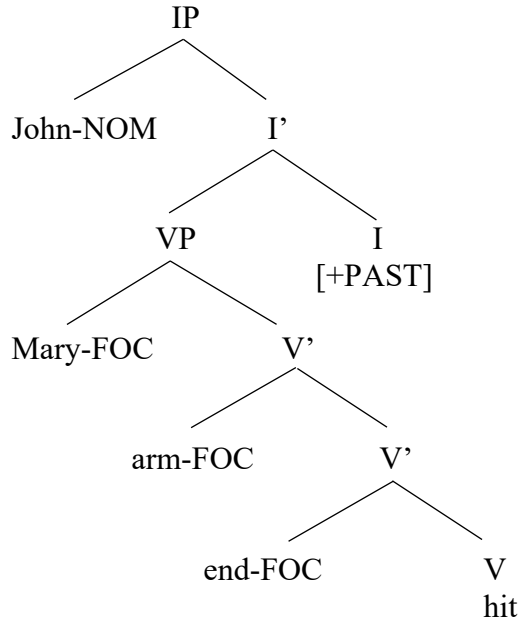 IP
John-NOM I’
VP I
[+PAST]
Mary-FOC V’
arm-FOC V’
end-FOC V
hit